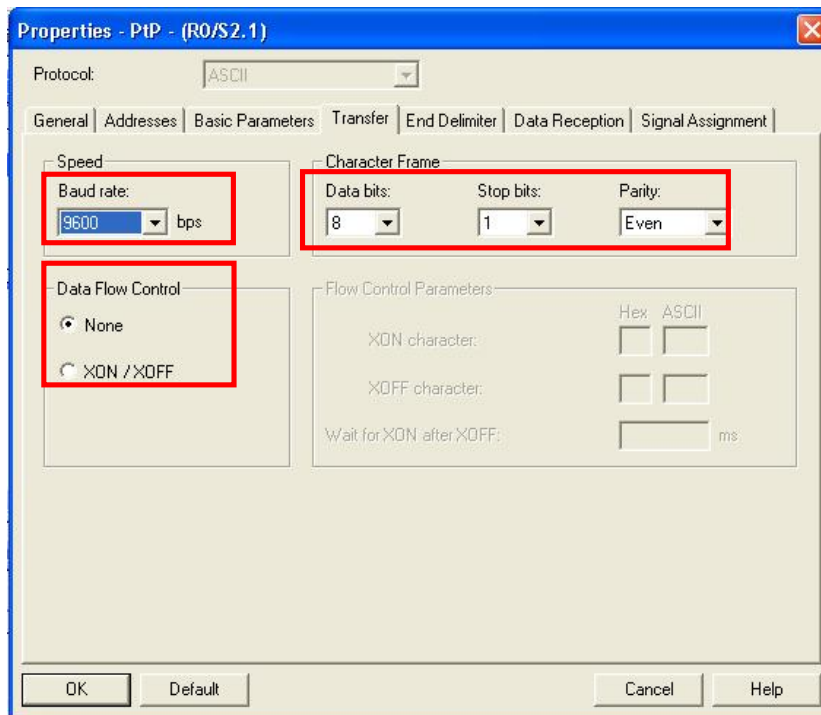 Properties - PtP - (R0/S2.1)
Protocol: ASCII
General Addresses Basic Parameters Transfer End Delimiter Data Reception Signal Assignment
Speed
Baud rate:
9600 bps
Character Frame
Data bits: Stop bits: Parity:
8 1 Even
Data Flow Control
None
XON / XOFF
Flow Control Parameters
Hex ASCII
XON character:
XOFF character:
Wait for XON after XOFF: ms
OK Default Cancel Help